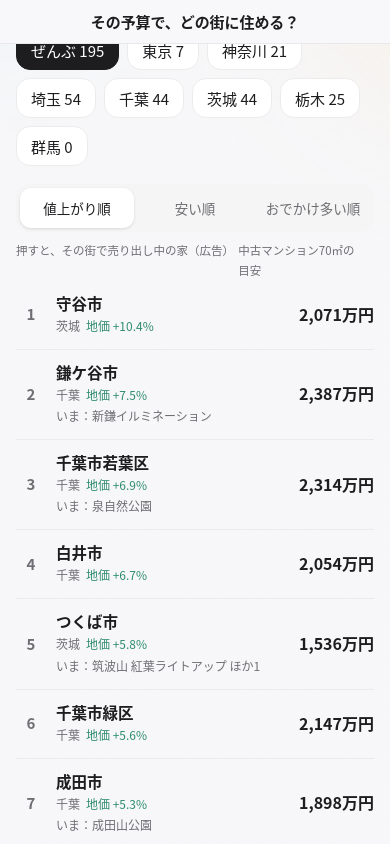 その予算で、どの街に住める？
ぜんぶ 195 東京 7 神奈川 21
埼玉 54 千葉 44 茨城 44 栃木 25
群馬 0
値上がり順 安い順 おでかけ多い順
押すと、その街で売り出し中の家（広告） 中古マンション70㎡の
目安
1 守谷市
茨城 地価 +10.4% 2,071万円
2 鎌ケ谷市
千葉 地価 +7.5% 2,387万円
いま：新鎌イルミネーション
3 千葉市若葉区
千葉 地価 +6.9% 2,314万円
いま：泉自然公園
4 白井市
千葉 地価 +6.7% 2,054万円
5 つくば市
茨城 地価 +5.8% 1,536万円
いま：筑波山 紅葉ライトアップ ほか1
6 千葉市緑区
千葉 地価 +5.6% 2,147万円
7 成田市
千葉 地価 +5.3% 1,898万円
いま：成田山公園